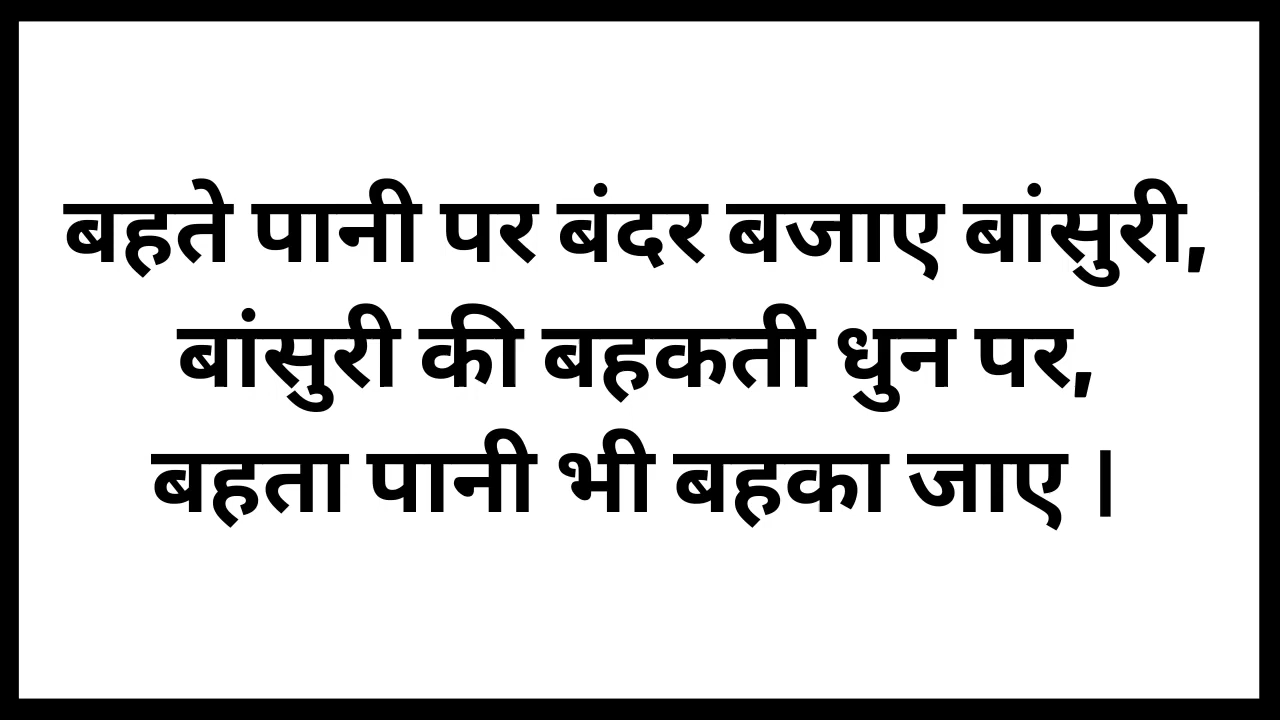 बहते पानी पर बंदर बजाए बांसुरी,
बांसुरी की बहकती धुन पर,
बहता पानी भी बहका जाए ।